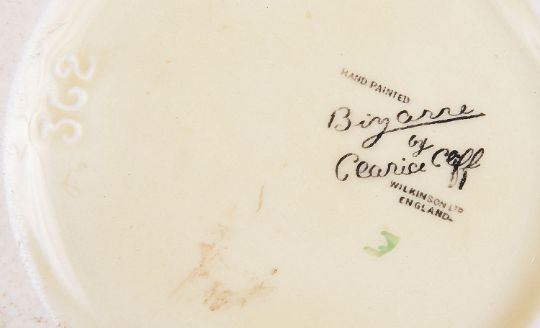 362
HAND PAINTED
Bizarre
by
Clarice Cliff
WILKINSON LTD
ENGLAND.